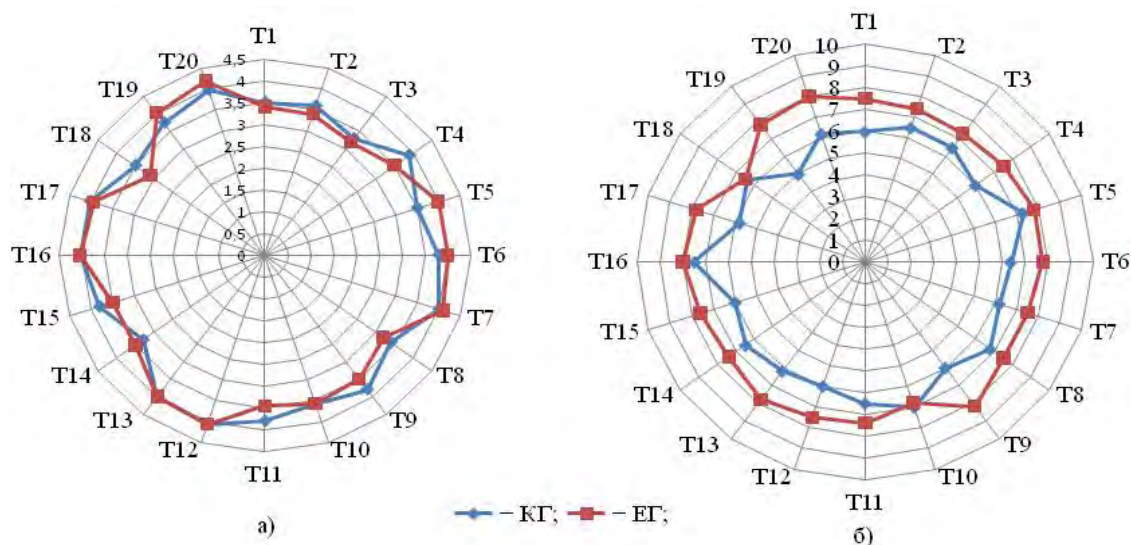 T1
T2
T3
T4
T5
T6
T7
T8
T9
T10
T11
T12
T13
T14
T15
T16
T17
T18
T19
T20
4,5
4
3,5
3
2,5
2
1,5
1
0,5
0
а)
T1
T2
T3
T4
T5
T6
T7
T8
T9
T10
T11
T12
T13
T14
T15
T16
T17
T18
T19
T20
10
9
8
7
6
5
4
3
2
1
0
б)
– КГ; – ЕГ;